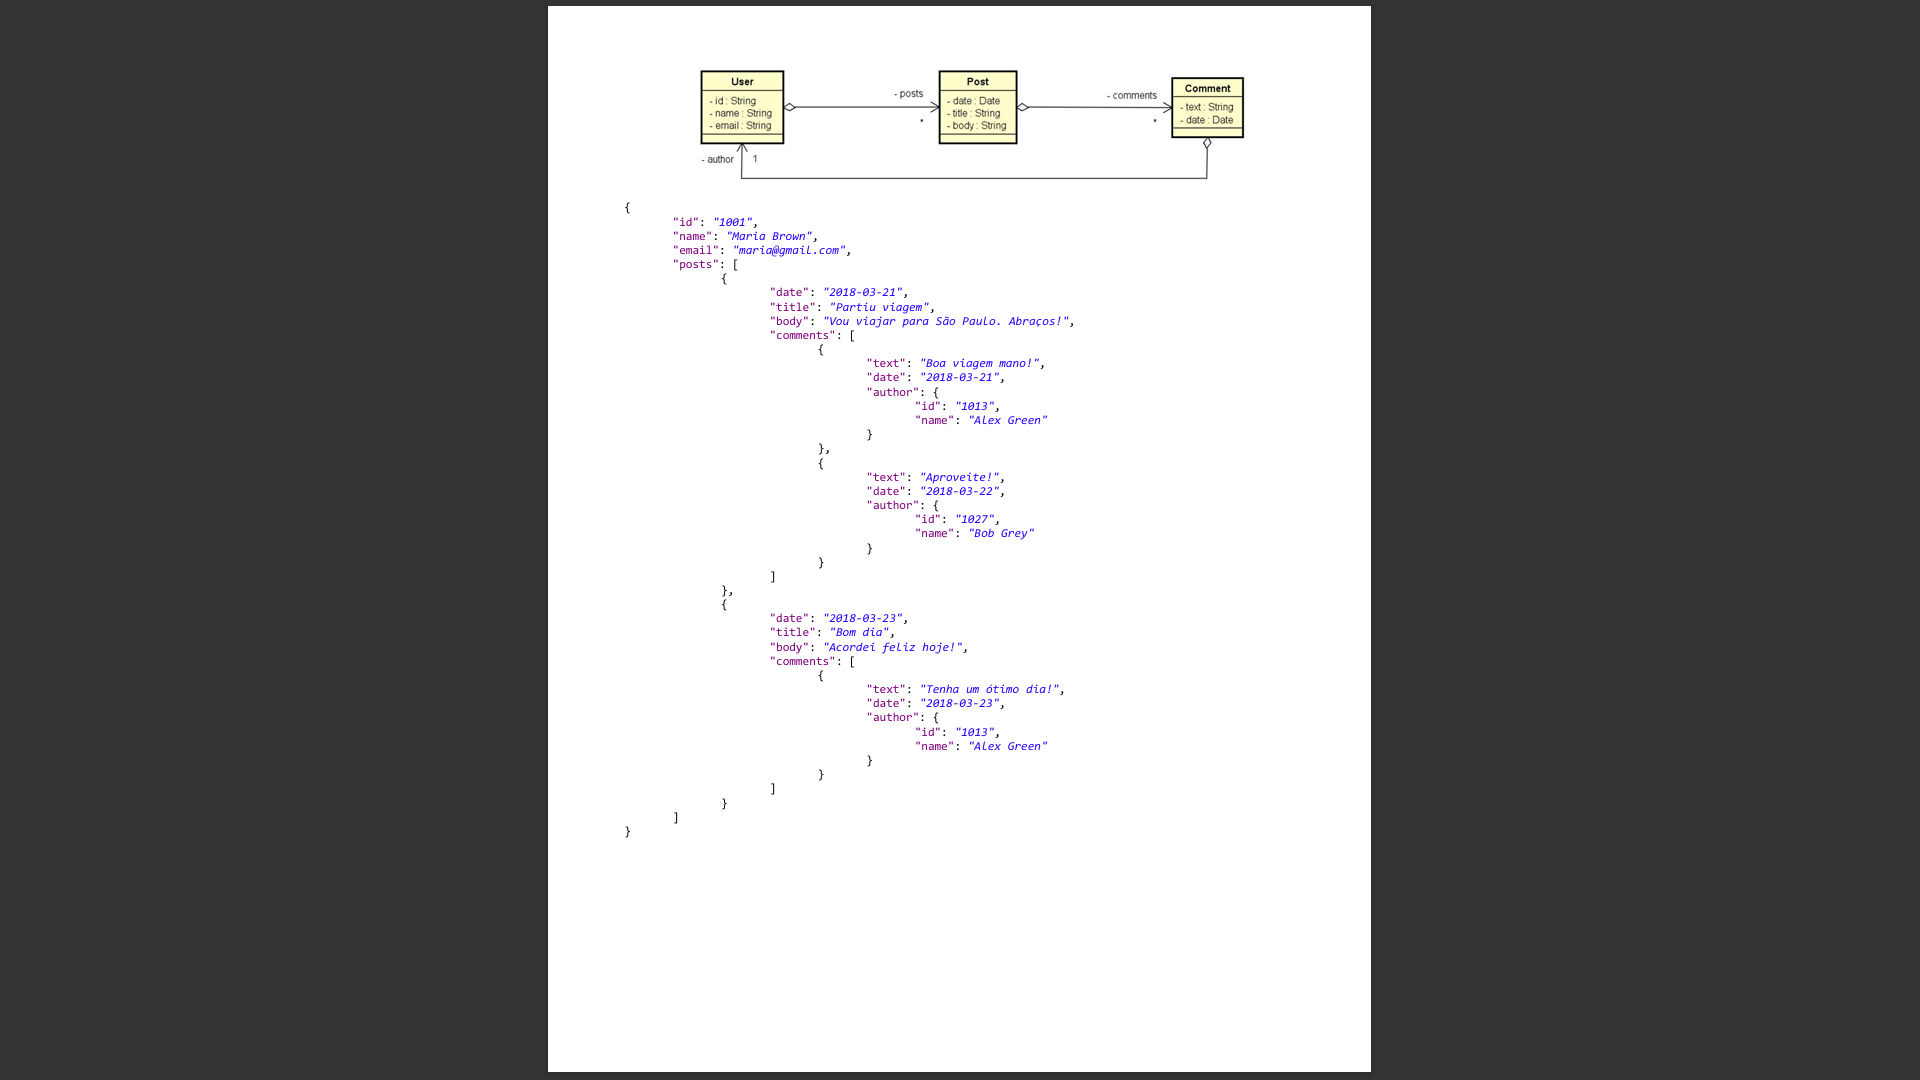 User
- id : String
- name : String
- email : String
- posts
*
Post
- date : Date
- title : String
- body : String
- comments
*
Comment
- text : String
- date : Date
- author 1
{
"id": "1001",
"name": "Maria Brown",
"email": "maria@gmail.com",
"posts": [
{
"date": "2018-03-21",
"title": "Partiu viagem",
"body": "Vou viajar para São Paulo. Abraços!",
"comments": [
{
"text": "Boa viagem mano!",
"date": "2018-03-21",
"author": {
"id": "1013",
"name": "Alex Green"
}
},
{
"text": "Aproveite!",
"date": "2018-03-22",
"author": {
"id": "1027",
"name": "Bob Grey"
}
}
]
},
{
"date": "2018-03-23",
"title": "Bom dia",
"body": "Acordei feliz hoje!",
"comments": [
{
"text": "Tenha um ótimo dia!",
"date": "2018-03-23",
"author": {
"id": "1013",
"name": "Alex Green"
}
}
]
}
]
}